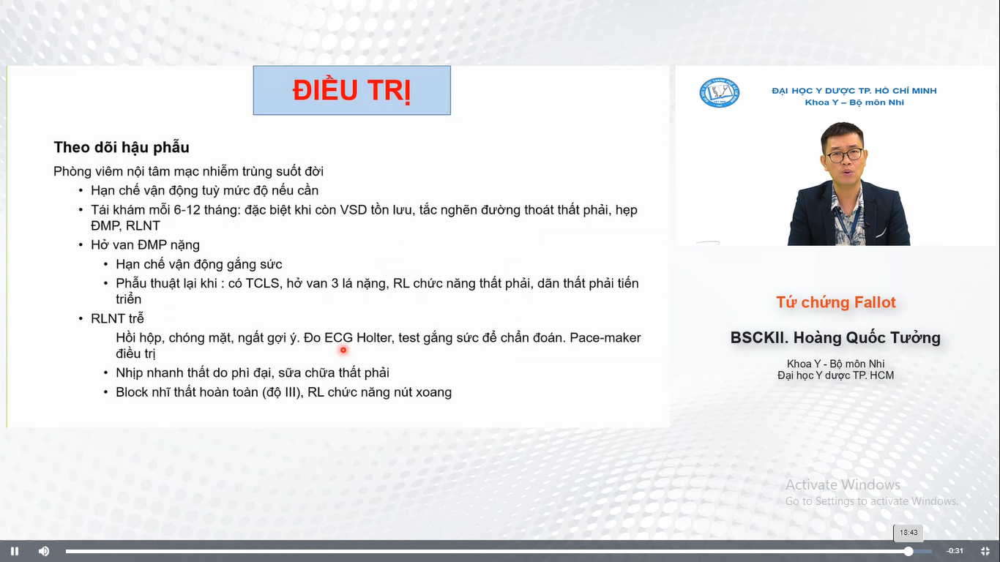 ĐIỀU TRỊ
Theo dõi hậu phẫu
Phòng viêm nội tâm mạc nhiễm trùng suốt đời
• Hạn chế vận động tuỳ mức độ nếu cần
• Tái khám mỗi 6-12 tháng: đặc biệt khi còn VSD tồn lưu, tắc nghẽn đường thoát thất phải, hẹp
ĐMP, RLNT
• Hở van ĐMP nặng
• Hạn chế vận động gắng sức
• Phẫu thuật lại khi : có TCLS, hở van 3 lá nặng, RL chức năng thất phải, dãn thất phải tiến
triển
• RLNT trễ
Hồi hộp, chóng mặt, ngất gợi ý. Đo ECG Holter, test gắng sức để chẩn đoán. Pace-maker
điều trị
• Nhịp nhanh thất do phì đại, sữa chữa thất phải
• Block nhĩ thất hoàn toàn (độ III), RL chức năng nút xoang
ĐẠI HỌC Y DƯỢC TP. HỒ CHÍ MINH
Khoa Y – Bộ môn Nhi
Tứ chứng Fallot
BSCKII. Hoàng Quốc Tưởng
Khoa Y - Bộ môn Nhi
Đại học Y dược TP. HCM
Activate Windows
Go to Settings to activate Windows.
18:43
-0:31